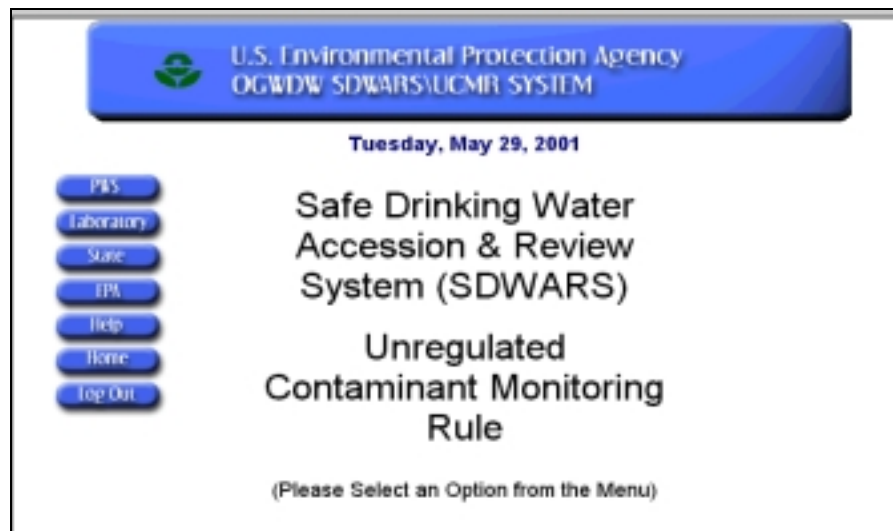 U.S. Environmental Protection Agency
OGWDW SDWARS\UCMR SYSTEM
Tuesday, May 29, 2001
PWS
Laboratory
State
EPA
Help
Home
Log Out
Safe Drinking Water
Accession & Review
System (SDWARS)
Unregulated
Contaminant Monitoring
Rule
(Please Select an Option from the Menu)